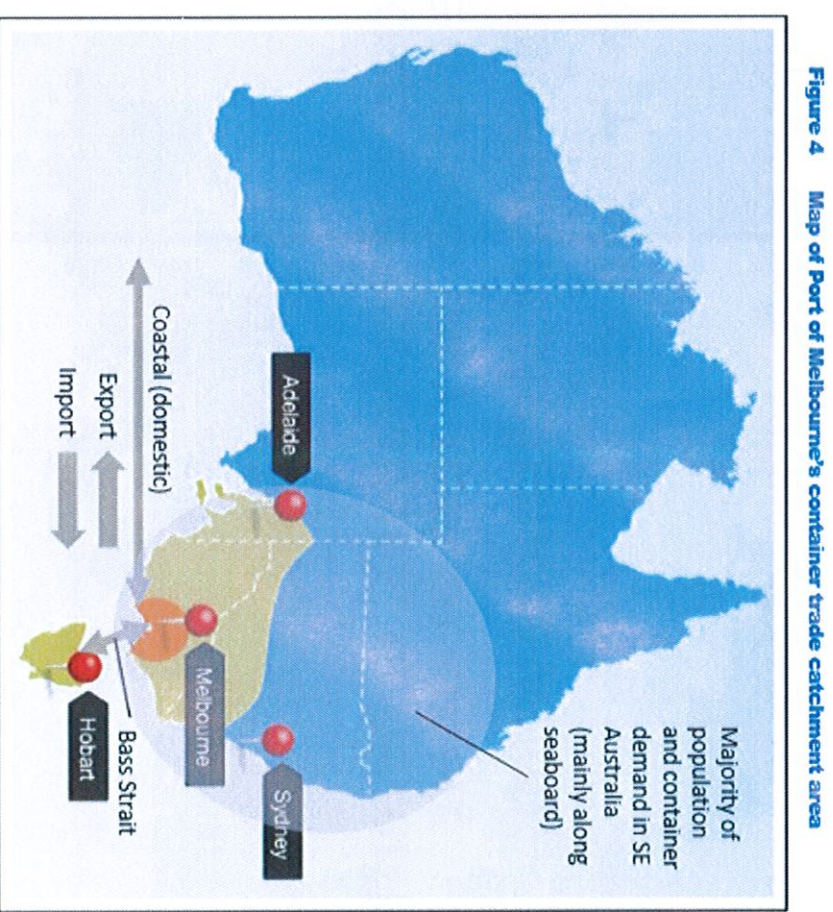 Figure 4 Map of Port of Melbourne's container trade catchment area
Majority of
population
and container
demand in SE
Australia
(mainly along
seaboard)
Adelaide
Coastal (domestic)
Export
Import
Sydney
Melbourne
Bass Strait
Hobart